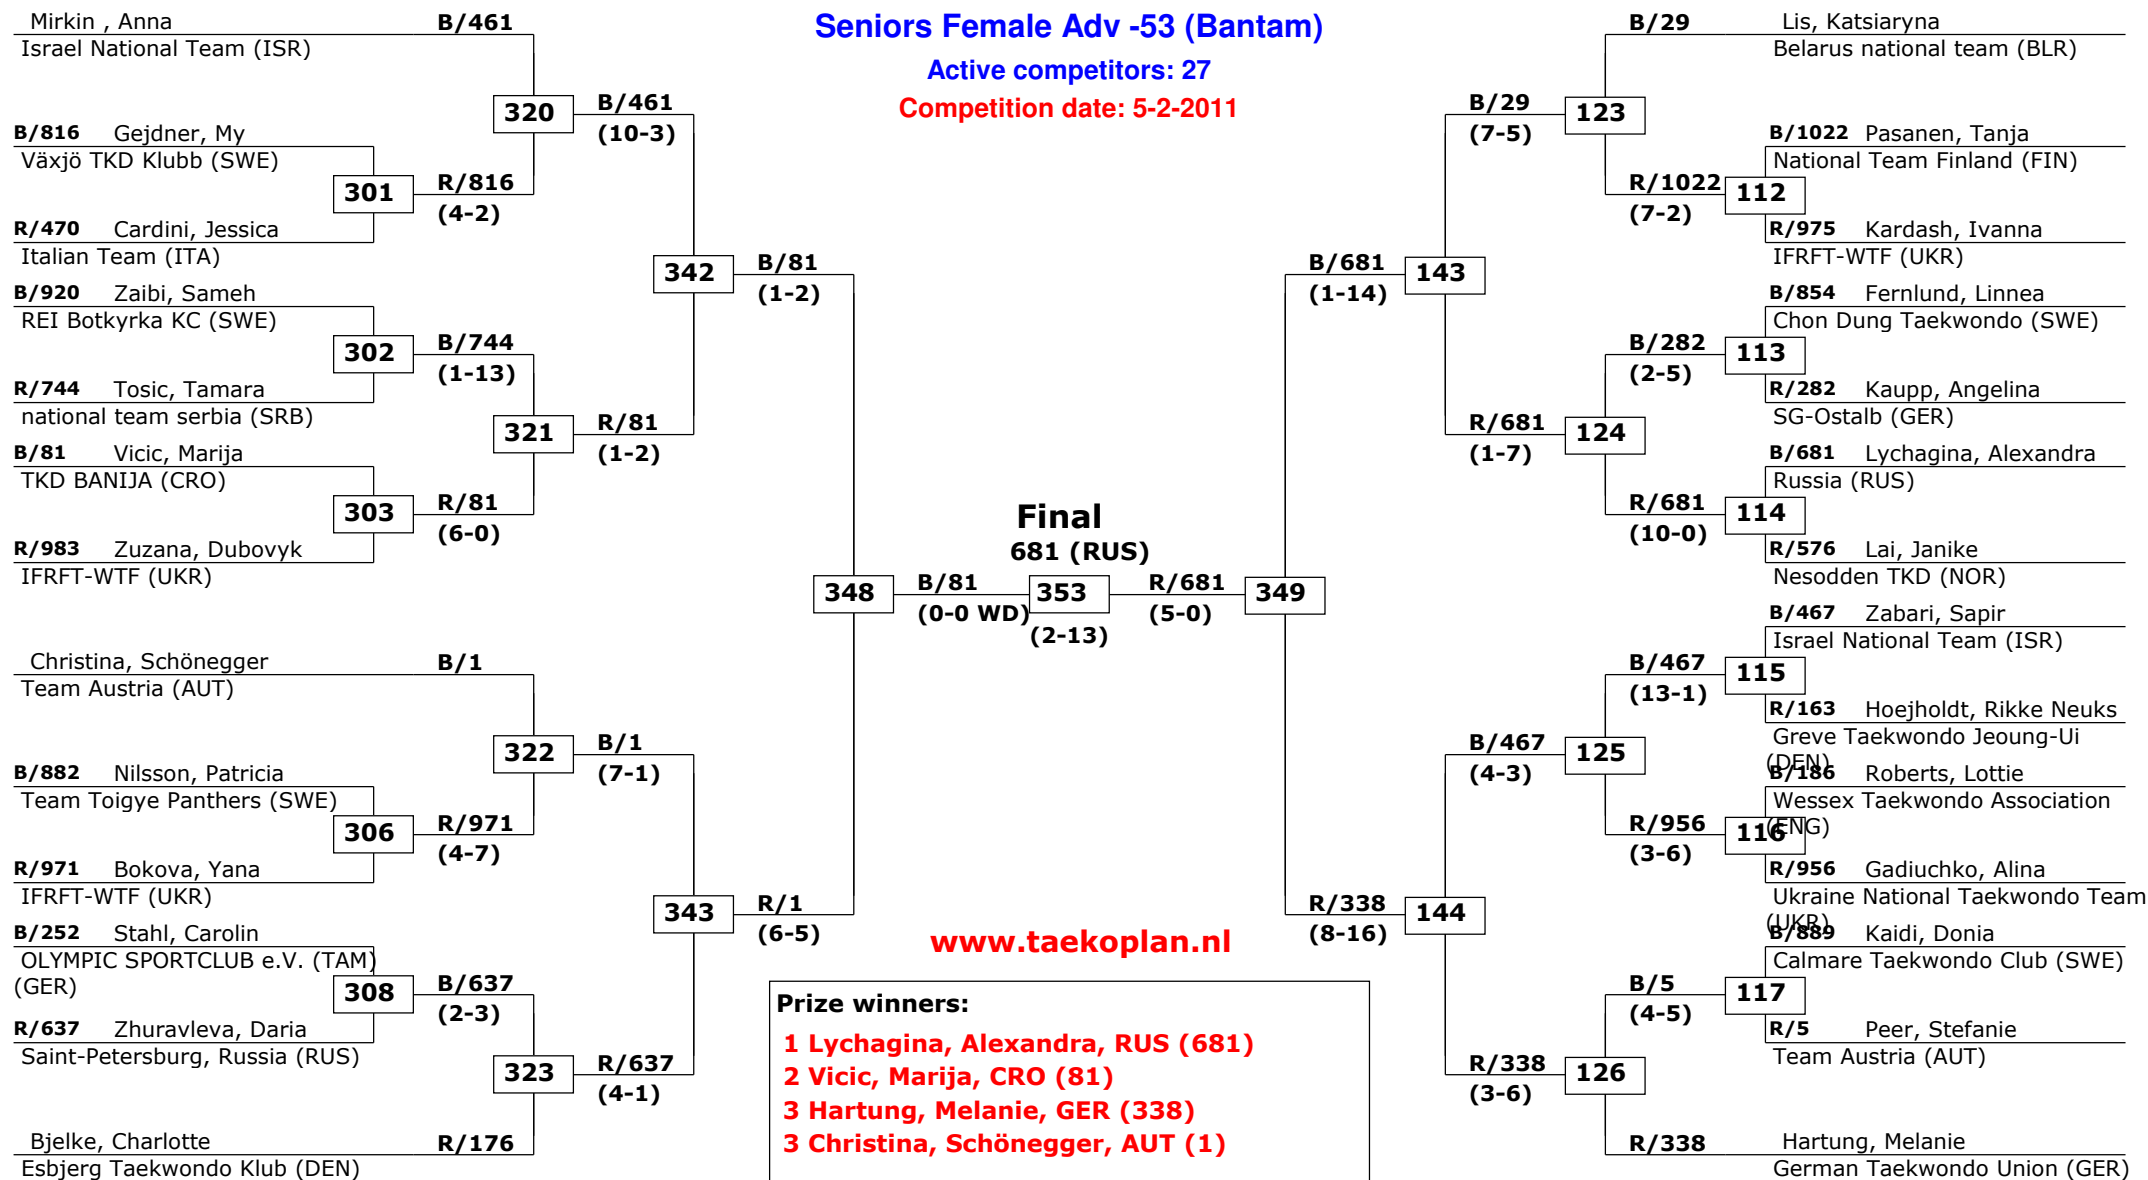 Seniors Female Adv -53 (Bantam)
Active competitors: 27
Competition date: 5-2-2011
Mirkin , Anna
Israel National Team (ISR)
B/461
B/816 Gejdner, My
Växjö TKD Klubb (SWE)
R/470 Cardini, Jessica
Italian Team (ITA)
B/920 Zaibi, Sameh
REI Botkyrka KC (SWE)
R/744 Tosic, Tamara
national team serbia (SRB)
B/81 Vicic, Marija
TKD BANIJA (CRO)
R/983 Zuzana, Dubovyk
IFRFT-WTF (UKR)
Christina, Schönegger
Team Austria (AUT)
B/1
B/882 Nilsson, Patricia
Team Toigye Panthers (SWE)
R/971 Bokova, Yana
IFRFT-WTF (UKR)
B/252 Stahl, Carolin
OLYMPIC SPORTCLUB e.V. (TAM)
(GER)
R/637 Zhuravleva, Daria
Saint-Petersburg, Russia (RUS)
Bjelke, Charlotte
Esbjerg Taekwondo Klub (DEN)
R/176
301
R/816
(4-2)
302
B/744
(1-13)
303
R/81
(6-0)
306
R/971
(4-7)
308
B/637
(2-3)
320
B/461
(10-3)
321
R/81
(1-2)
322
B/1
(7-1)
323
R/637
(4-1)
342
B/81
(1-2)
343
R/1
(6-5)
348
B/81
(0-0 WD)
Final
681 (RUS)
353
(2-13)
R/681
(5-0)
349
B/681
(1-14)
143
R/338
(8-16)
144
B/29
(7-5)
123
R/681
(1-7)
124
B/467
(4-3)
125
R/338
(3-6)
126
B/29
R/1022
(7-2)
112
B/282
(2-5)
113
R/681
(10-0)
114
B/467
(13-1)
115
R/956
(3-6)
116
B/5
(4-5)
117
R/338
Lis, Katsiaryna
Belarus national team (BLR)
B/1022 Pasanen, Tanja
National Team Finland (FIN)
R/975 Kardash, Ivanna
IFRFT-WTF (UKR)
B/854 Fernlund, Linnea
Chon Dung Taekwondo (SWE)
R/282 Kaupp, Angelina
SG-Ostalb (GER)
B/681 Lychagina, Alexandra
Russia (RUS)
R/576 Lai, Janike
Nesodden TKD (NOR)
B/467 Zabari, Sapir
Israel National Team (ISR)
R/163 Hoejholdt, Rikke Neuks
Greve Taekwondo Jeoung-Ui
(DEN)
B/186 Roberts, Lottie
Wessex Taekwondo Association
(ENG)
R/956 Gadiuchko, Alina
Ukraine National Taekwondo Team
(UKR)
B/889 Kaidi, Donia
Calmare Taekwondo Club (SWE)
R/5 Peer, Stefanie
Team Austria (AUT)
Hartung, Melanie
German Taekwondo Union (GER)
www.taekoplan.nl
Prize winners:
1 Lychagina, Alexandra, RUS (681)
2 Vicic, Marija, CRO (81)
3 Hartung, Melanie, GER (338)
3 Christina, Schönegger, AUT (1)